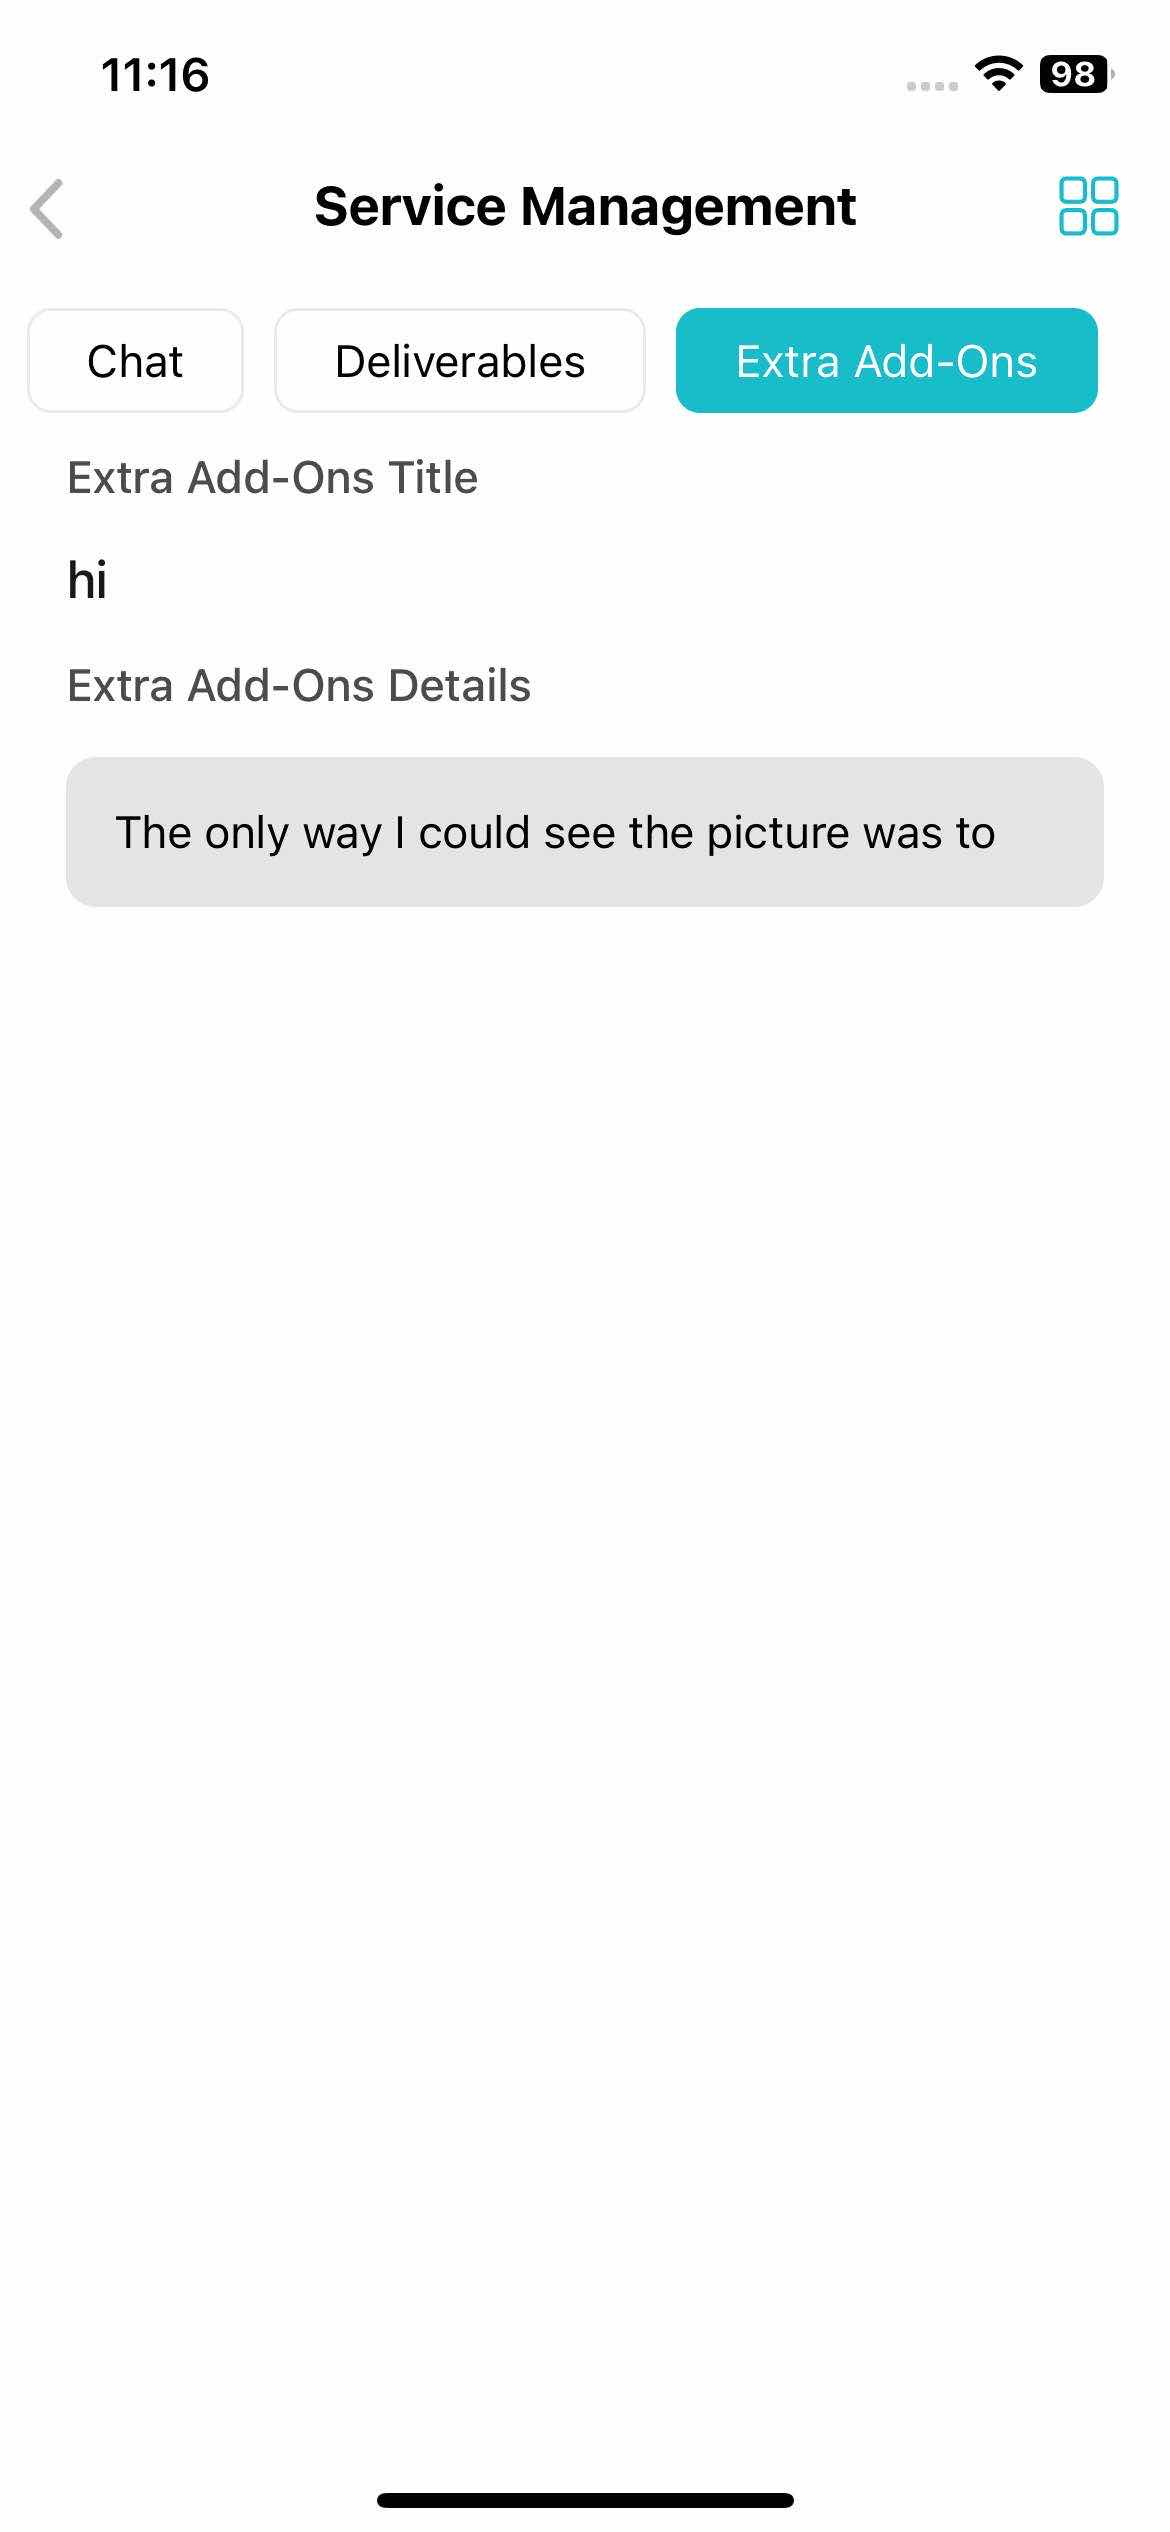 11:16
98
Service Management
Chat
Deliverables
Extra Add-Ons
Extra Add-Ons Title
hi
Extra Add-Ons Details
The only way I could see the picture was to